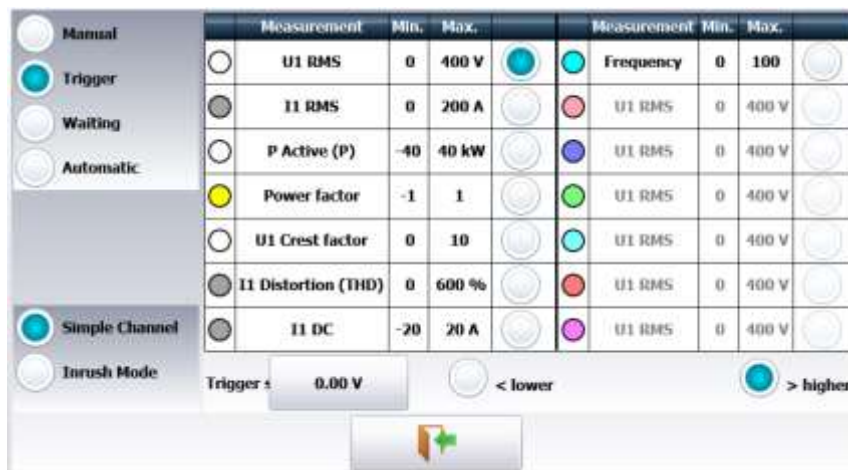 Manual
Trigger
Waiting
Automatic
Simple Channel
Inrush Mode
Measurement Min. Max. Measurement Min. Max.
U1 RMS 0 400 V Frequency 0 100
I1 RMS 0 200 A U1 RMS 0 400 V
P Active (P) -40 40 kW U1 RMS 0 400 V
Power factor -1 1 U1 RMS 0 400 V
U1 Crest factor 0 10 U1 RMS 0 400 V
I1 Distortion (THD) 0 600 % U1 RMS 0 400 V
I1 DC -20 20 A U1 RMS 0 400 V
Trigger s 0.00 V < lower > higher